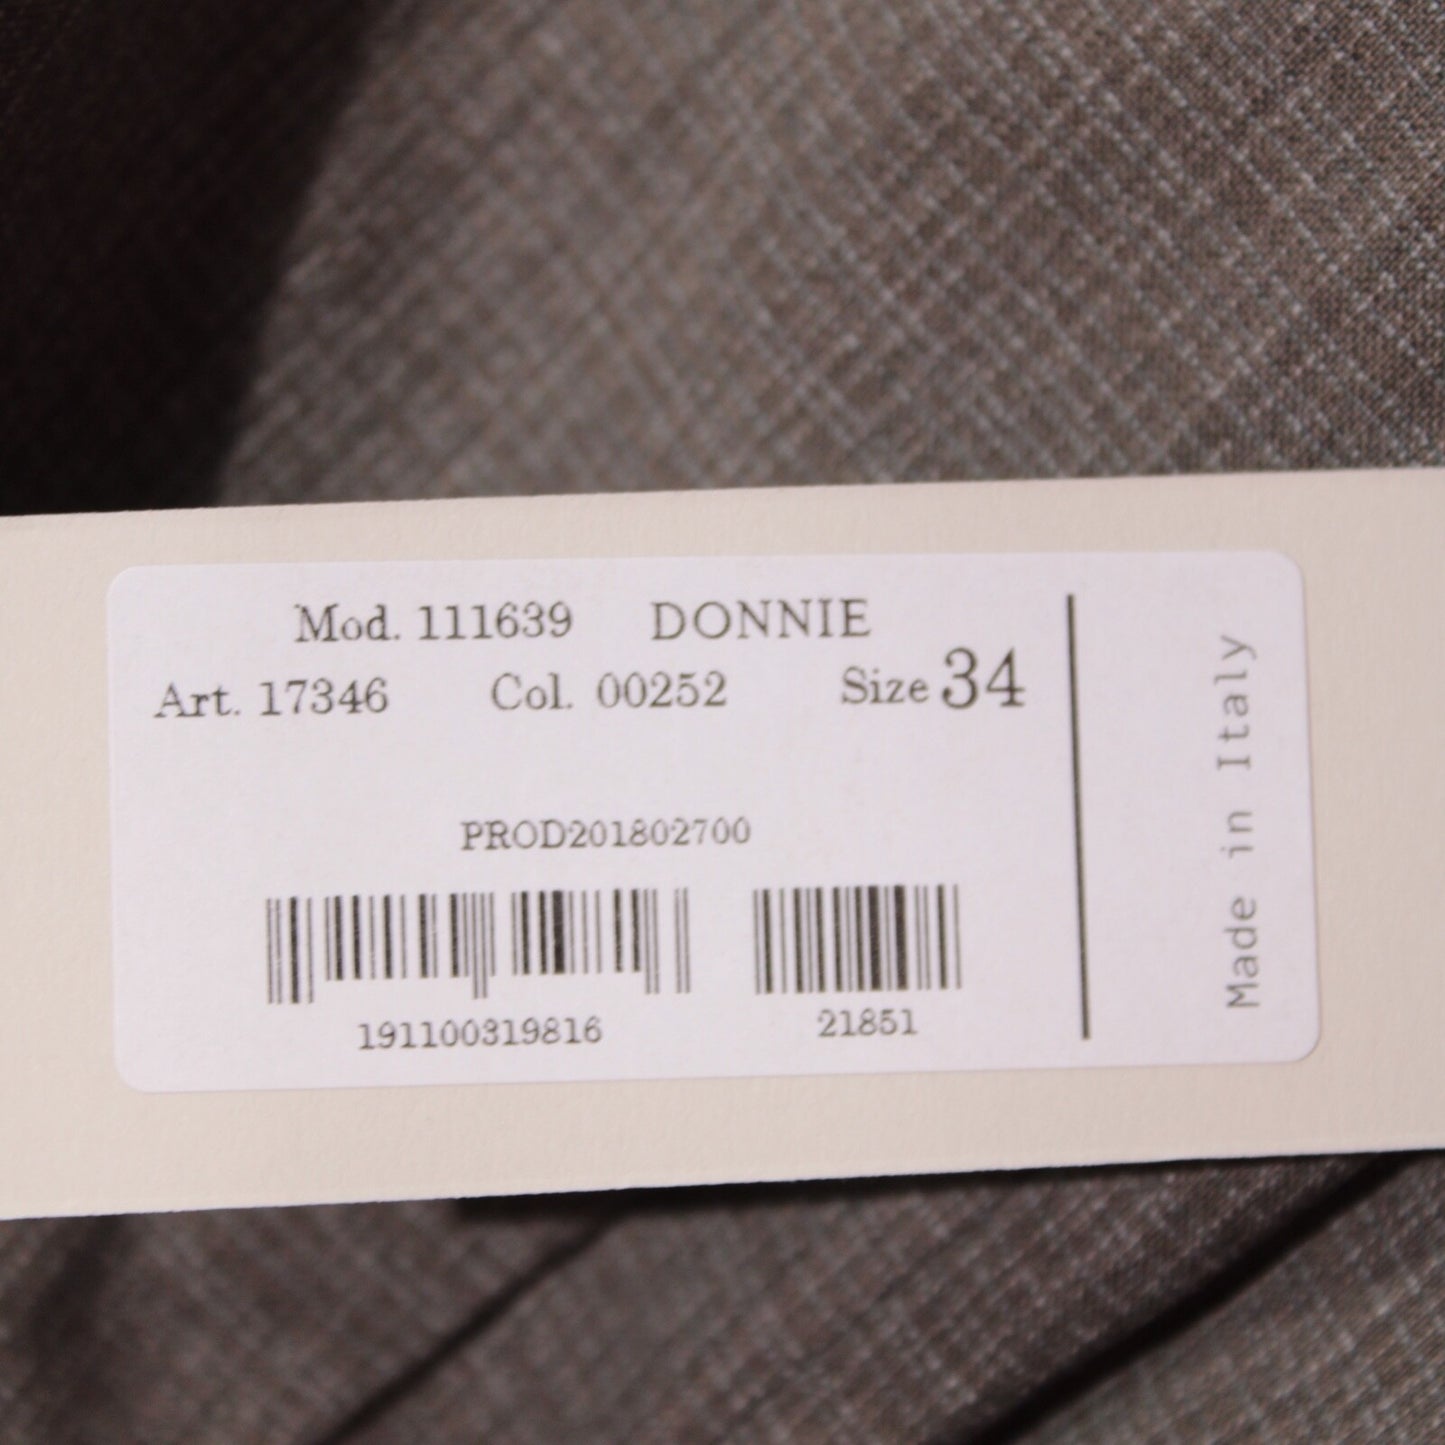 Mod. 111639 DONNIE
Art. 17346 Col. 00252 Size 34
PROD201802700
191100319816 21851
Made in Italy